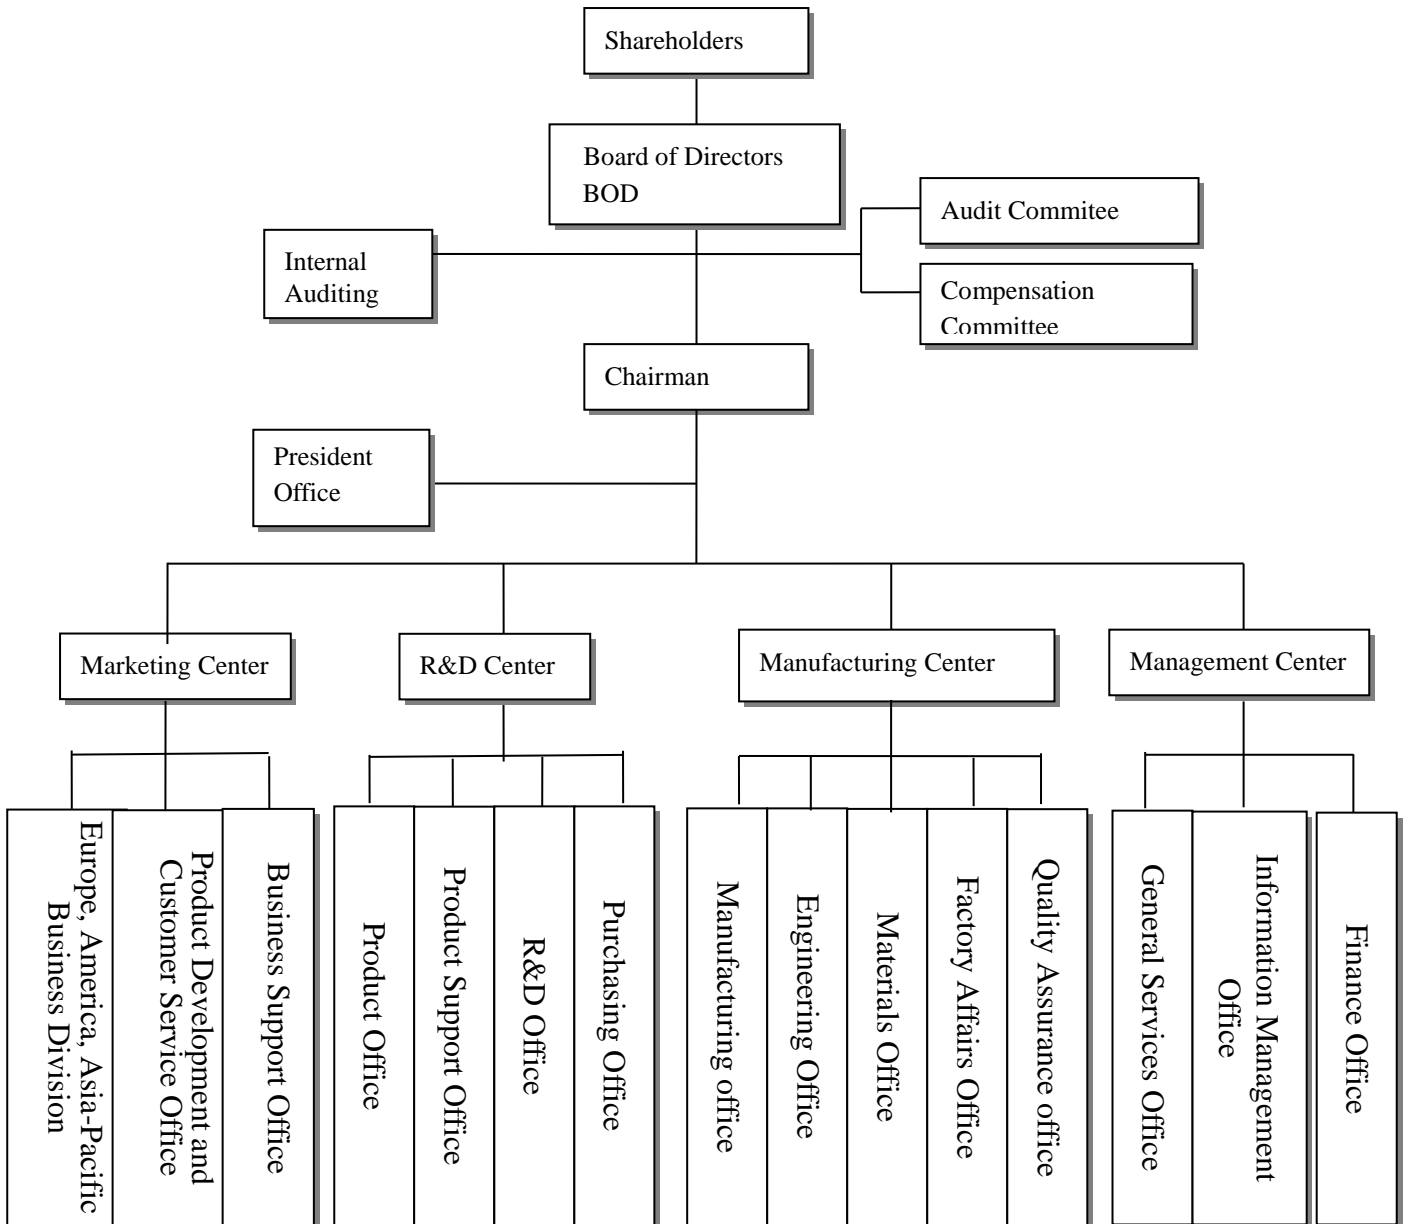 Shareholders
Board of Directors
BOD
Audit Commitee
Internal
Auditing
Compensation
Committee
Chairman
President
Office
Marketing Center
R&D Center
Manufacturing Center
Management Center
Europe, America, Asia-Pacific
Business Division
Product Development and
Customer Service Office
Business Support Office
Product Office
Product Support Office
R&D Office
Purchasing Office
Manufacturing office
Engineering Office
Materials Office
Factory Affairs Office
Quality Assurance office
General Services Office
Information Management
Office
Finance Office